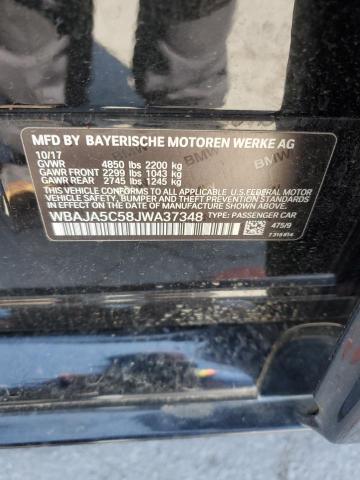 MFD BY BAYERISCHE MOTOREN WERKE AG
10/17
GVWR 4850 lbs 2200 kg
GAWR FRONT 2299 lbs 1043 kg
GAWR REAR 2745 lbs 1245 kg
THIS VEHICLE CONFORMS TO ALL APPLICABLE U.S.FEDERAL MOTOR
VEHICLE SAFETY, BUMPER, AND THEFT PREVENTION STANDARDS
IN EFFECT ON THE DATE OF MANUFACTURE SHOWN ABOVE.
WBAJA5C58JWA37348 TYPE: PASSENGER CAR
475/9